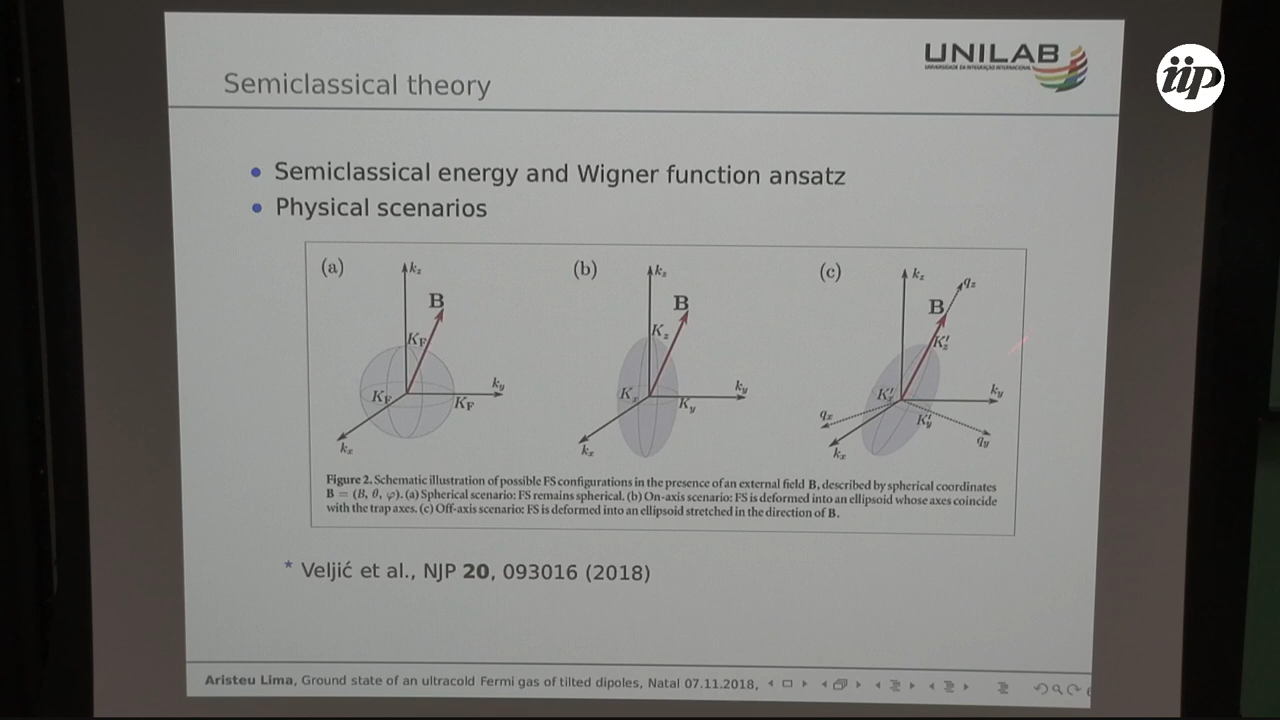 UNILAB
UNIVERSIDADE DA INTEGRAÇÃO INTERNACIONAL
iip
Semiclassical theory
• Semiclassical energy and Wigner function ansatz
• Physical scenarios
(a) k_z B K_F K_F K_F k_y k_x
(b) k_z B K_z K_x K_y k_y k_x
(c) k_z q_z B K'_z K'_x K'_y k_y q_x k_x q_y
Figure 2. Schematic illustration of possible FS configurations in the presence of an external field B, described by spherical coordinates
B = (B, θ, φ). (a) Spherical scenario: FS remains spherical. (b) On-axis scenario: FS is deformed into an ellipsoid whose axes coincide
with the trap axes. (c) Off-axis scenario: FS is deformed into an ellipsoid stretched in the direction of B.
* Veljić et al., NJP 20, 093016 (2018)
Aristeu Lima, Ground state of an ultracold Fermi gas of tilted dipoles, Natal 07.11.2018,